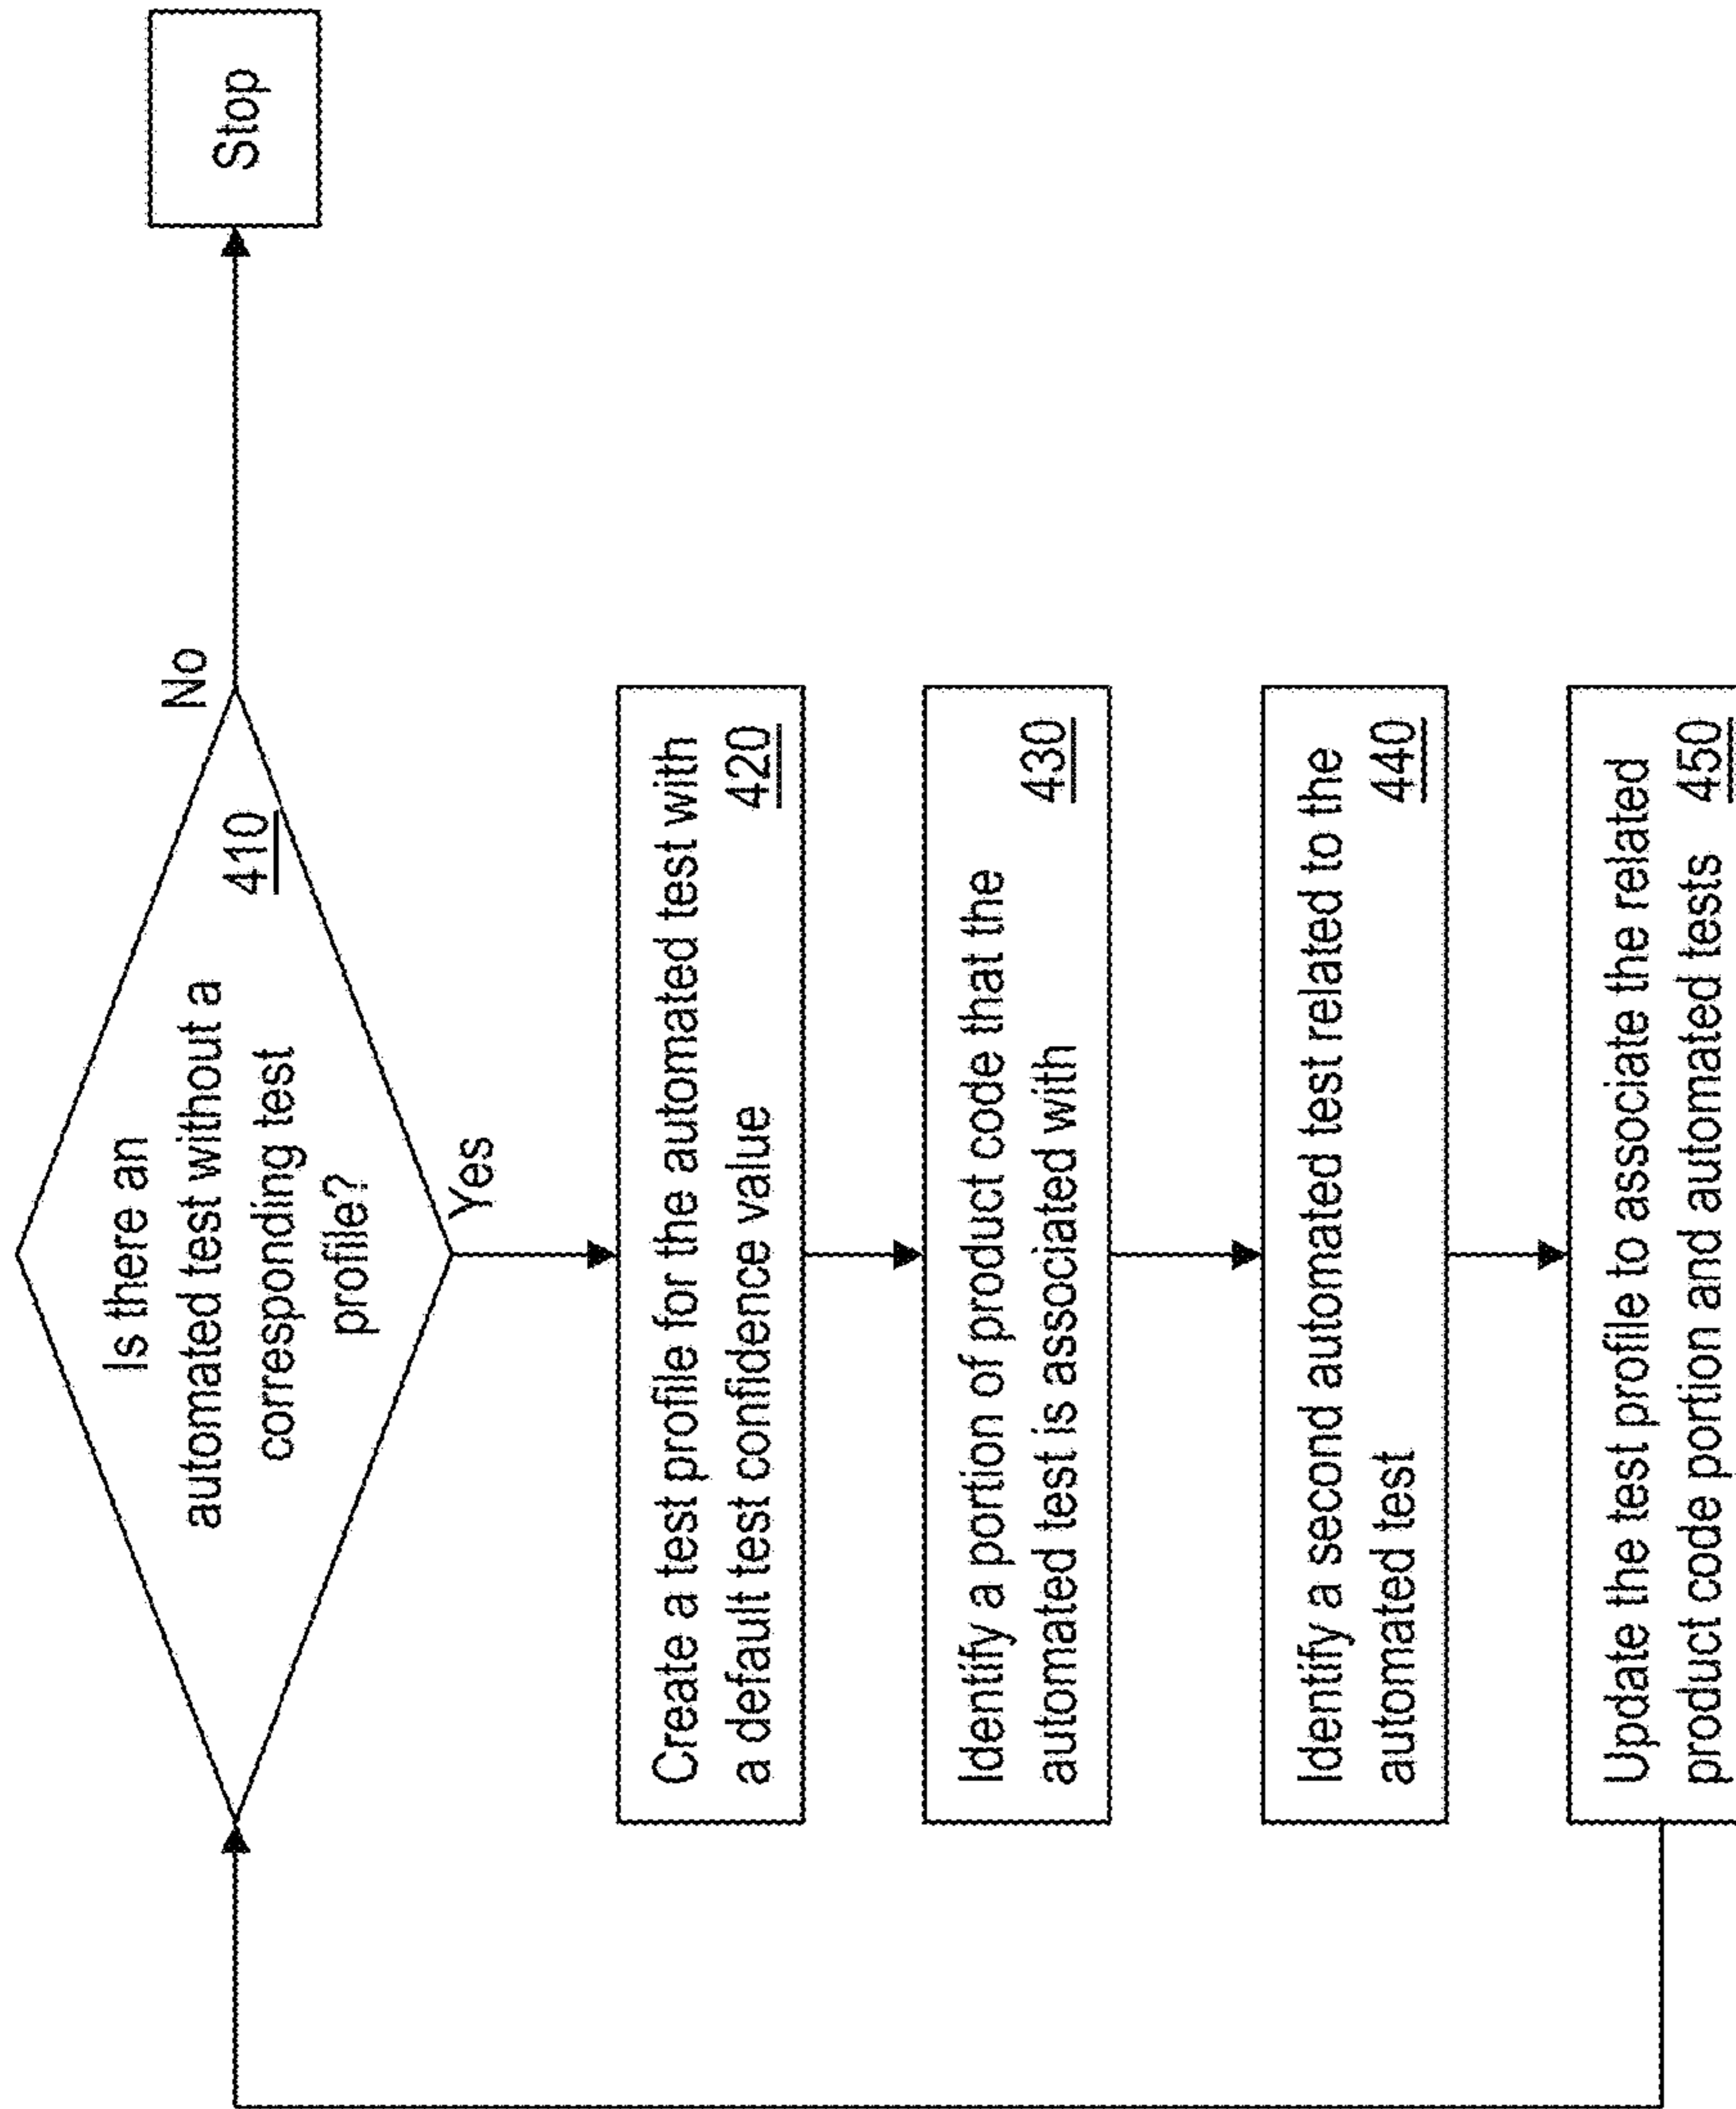 Is there an
automated test without a
corresponding test
profile?
410
No
Stop
Yes
Create a test profile for the automated test with
a default test confidence value 420
Identify a portion of product code that the
automated test is associated with 430
Identify a second automated test related to the
automated test 440
Update the test profile to associate the related
product code portion and automated tests 450